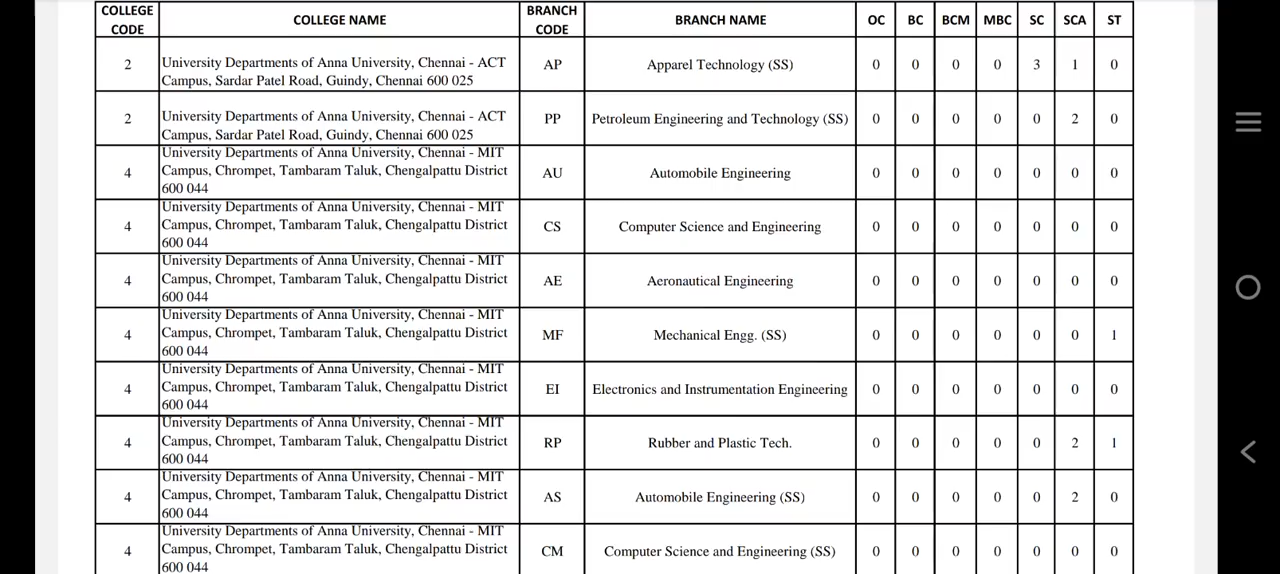 COLLEGE CODE COLLEGE NAME BRANCH CODE BRANCH NAME OC BC BCM MBC SC SCA ST
2 University Departments of Anna University, Chennai - ACT Campus, Sardar Patel Road, Guindy, Chennai 600 025 AP Apparel Technology (SS) 0 0 0 0 3 1 0
2 University Departments of Anna University, Chennai - ACT Campus, Sardar Patel Road, Guindy, Chennai 600 025 PP Petroleum Engineering and Technology (SS) 0 0 0 0 0 2 0
4 University Departments of Anna University, Chennai - MIT Campus, Chrompet, Tambaram Taluk, Chengalpattu District 600 044 AU Automobile Engineering 0 0 0 0 0 0 0
4 University Departments of Anna University, Chennai - MIT Campus, Chrompet, Tambaram Taluk, Chengalpattu District 600 044 CS Computer Science and Engineering 0 0 0 0 0 0 0
4 University Departments of Anna University, Chennai - MIT Campus, Chrompet, Tambaram Taluk, Chengalpattu District 600 044 AE Aeronautical Engineering 0 0 0 0 0 0 0
4 University Departments of Anna University, Chennai - MIT Campus, Chrompet, Tambaram Taluk, Chengalpattu District 600 044 MF Mechanical Engg. (SS) 0 0 0 0 0 0 1
4 University Departments of Anna University, Chennai - MIT Campus, Chrompet, Tambaram Taluk, Chengalpattu District 600 044 EI Electronics and Instrumentation Engineering 0 0 0 0 0 0 0
4 University Departments of Anna University, Chennai - MIT Campus, Chrompet, Tambaram Taluk, Chengalpattu District 600 044 RP Rubber and Plastic Tech. 0 0 0 0 0 2 1
4 University Departments of Anna University, Chennai - MIT Campus, Chrompet, Tambaram Taluk, Chengalpattu District 600 044 AS Automobile Engineering (SS) 0 0 0 0 0 2 0
4 University Departments of Anna University, Chennai - MIT Campus, Chrompet, Tambaram Taluk, Chengalpattu District 600 044 CM Computer Science and Engineering (SS) 0 0 0 0 0 0 0